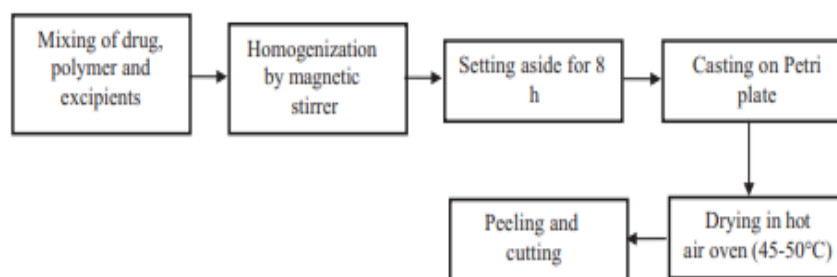 Mixing of drug,
polymer and
excipients
Homogenization
by magnetic
stirrer
Setting aside for 8
h
Casting on Petri
plate
Drying in hot
air oven (45-50°C)
Peeling and
cutting